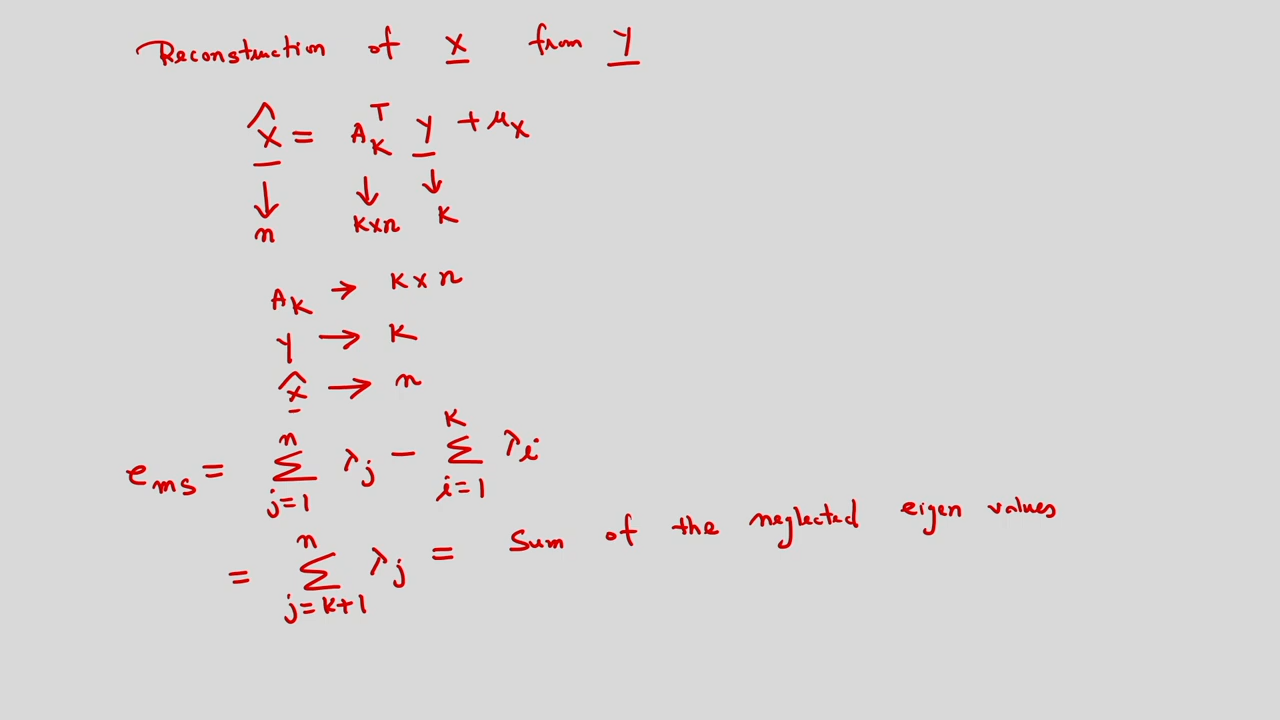 Reconstruction of x from y
x̂ = A_K^T y + μ_x
↓ ↓ ↓
n K×n K
A_K → K×n
y → K
x̂ → n
e_ms = Σ_{j=1}^{n} λ_j − Σ_{i=1}^{K} λ_i
= Σ_{j=K+1}^{n} λ_j = Sum of the neglected eigen values